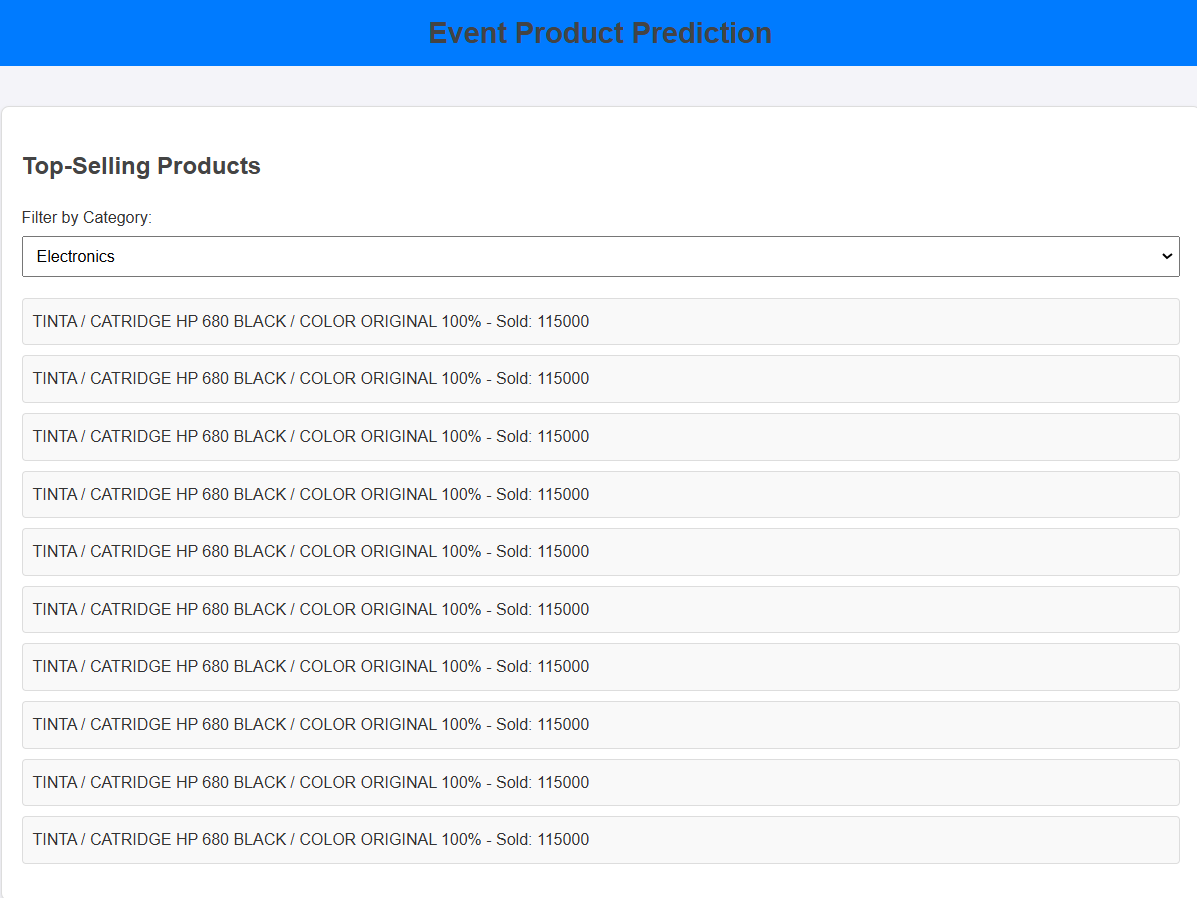 Event Product Prediction
Top-Selling Products
Filter by Category:
Electronics
TINTA / CATRIDGE HP 680 BLACK / COLOR ORIGINAL 100% - Sold: 115000
TINTA / CATRIDGE HP 680 BLACK / COLOR ORIGINAL 100% - Sold: 115000
TINTA / CATRIDGE HP 680 BLACK / COLOR ORIGINAL 100% - Sold: 115000
TINTA / CATRIDGE HP 680 BLACK / COLOR ORIGINAL 100% - Sold: 115000
TINTA / CATRIDGE HP 680 BLACK / COLOR ORIGINAL 100% - Sold: 115000
TINTA / CATRIDGE HP 680 BLACK / COLOR ORIGINAL 100% - Sold: 115000
TINTA / CATRIDGE HP 680 BLACK / COLOR ORIGINAL 100% - Sold: 115000
TINTA / CATRIDGE HP 680 BLACK / COLOR ORIGINAL 100% - Sold: 115000
TINTA / CATRIDGE HP 680 BLACK / COLOR ORIGINAL 100% - Sold: 115000
TINTA / CATRIDGE HP 680 BLACK / COLOR ORIGINAL 100% - Sold: 115000